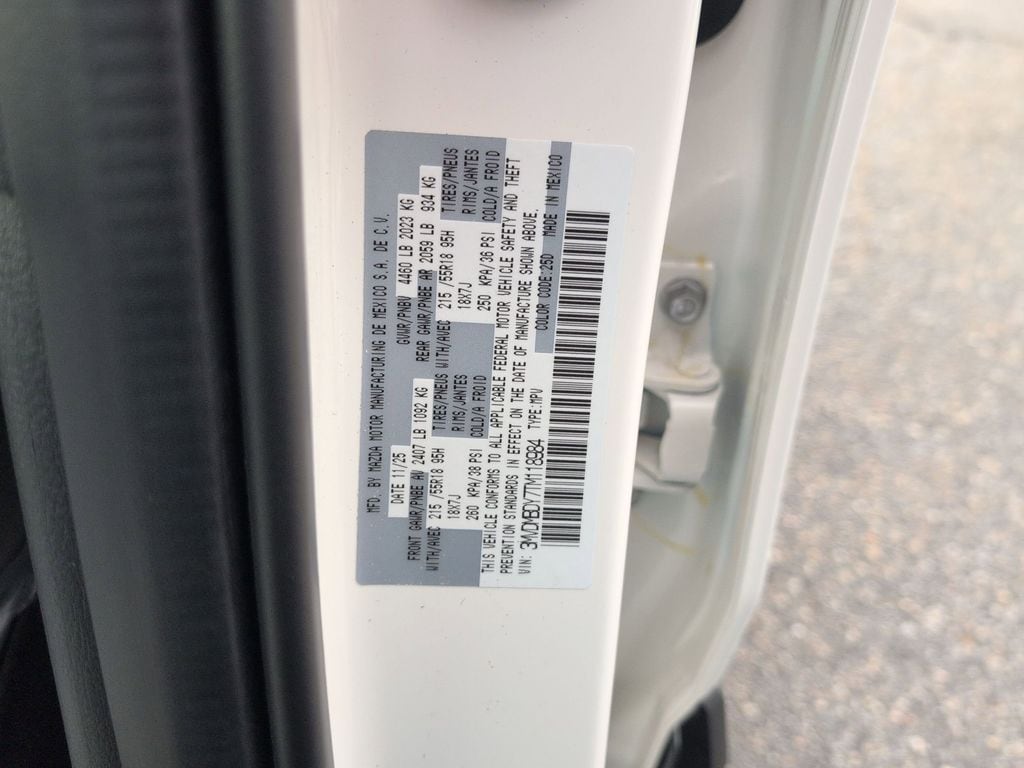 MFD. BY MAZDA MOTOR MANUFACTURING DE MEXICO S.A. DE C.V.
DATE 11/25 GVWR/PNBV 4460 LB 2023 KG
FRONT GAWR/PNBE AV 2407 LB 1092 KG REAR GAWR/PNBE AR 2059 LB 934 KG
WITH/AVEC 215 /55R18 95H TIRES/PNEUS WITH/AVEC 215 /55R18 95H TIRES/PNEUS
18X7J RIMS/JANTES 18X7J RIMS/JANTES
260 KPA/38 PSI COLD/A FROID 250 KPA/36 PSI COLD/A FROID
THIS VEHICLE CONFORMS TO ALL APPLICABLE FEDERAL MOTOR VEHICLE SAFETY AND THEFT
PREVENTION STANDARDS IN EFFECT ON THE DATE OF MANUFACTURE SHOWN ABOVE.
VIN: 3MVDMBDY7TM118984 TYPE:MPV COLOR CODE:25D MADE IN MEXICO